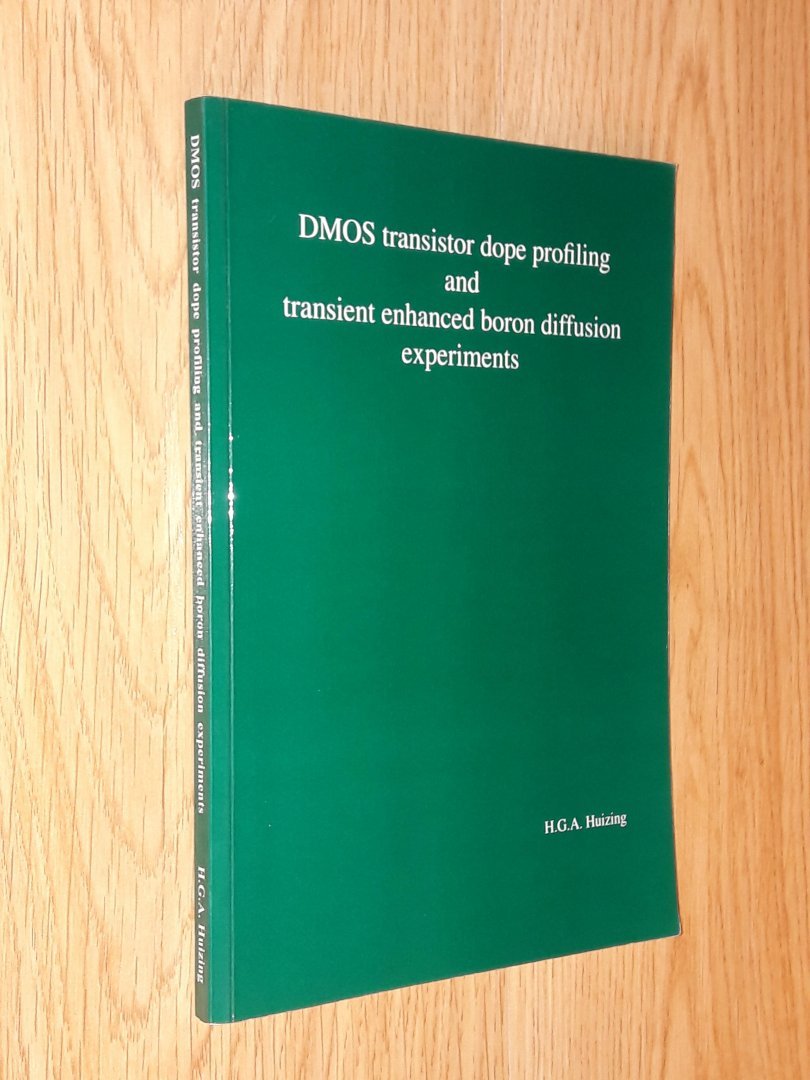 DMOS transistor dope profiling
and
transient enhanced boron diffusion
experiments
H.G.A. Huizing
DMOS transistor dope profiling and transient enhanced boron diffusion experiments H.G.A. Huizing